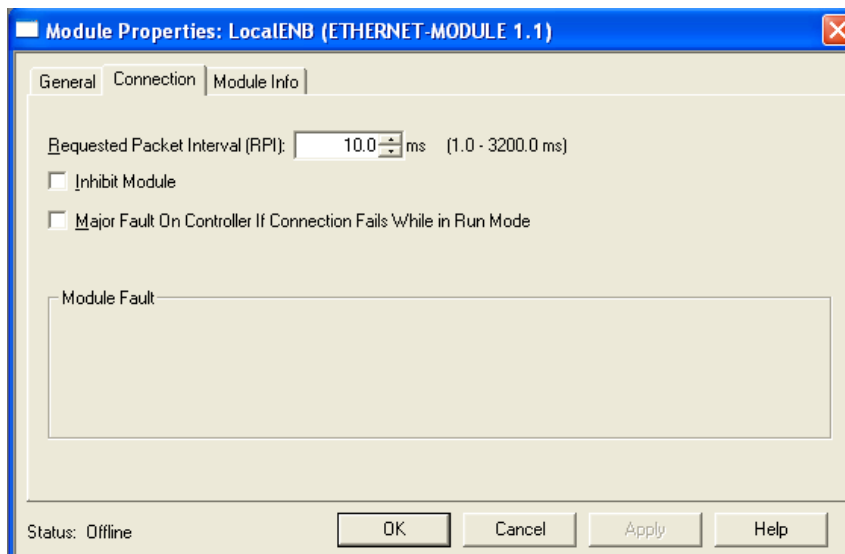 Module Properties: LocalENB (ETHERNET-MODULE 1.1)
General Connection Module Info
Requested Packet Interval (RPI): 10.0 ms (1.0 - 3200.0 ms)
Inhibit Module
Major Fault On Controller If Connection Fails While in Run Mode
Module Fault
Status: Offline OK Cancel Apply Help